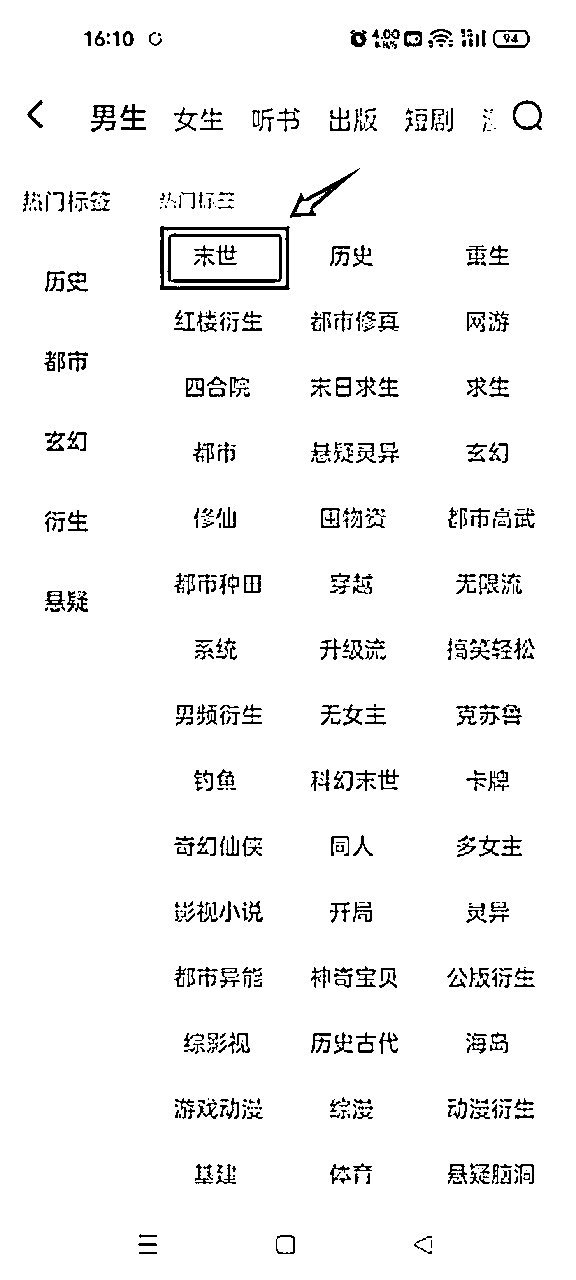 16:10 4.00 K/s 94
男生 女生 听书 出版 短剧
热门标签 热门标签
末世 历史 重生
历史
红楼衍生 都市修真 网游
都市
四合院 末日求生 求生
玄幻
都市 悬疑灵异 玄幻
衍生
修仙 囤物资 都市高武
悬疑
都市种田 穿越 无限流
系统 升级流 搞笑轻松
男频衍生 无女主 克苏鲁
钓鱼 科幻末世 卡牌
奇幻仙侠 同人 多女主
影视小说 开局 灵异
都市异能 神奇宝贝 公版衍生
综影视 历史古代 海岛
游戏动漫 综漫 动漫衍生
基建 体育 悬疑脑洞